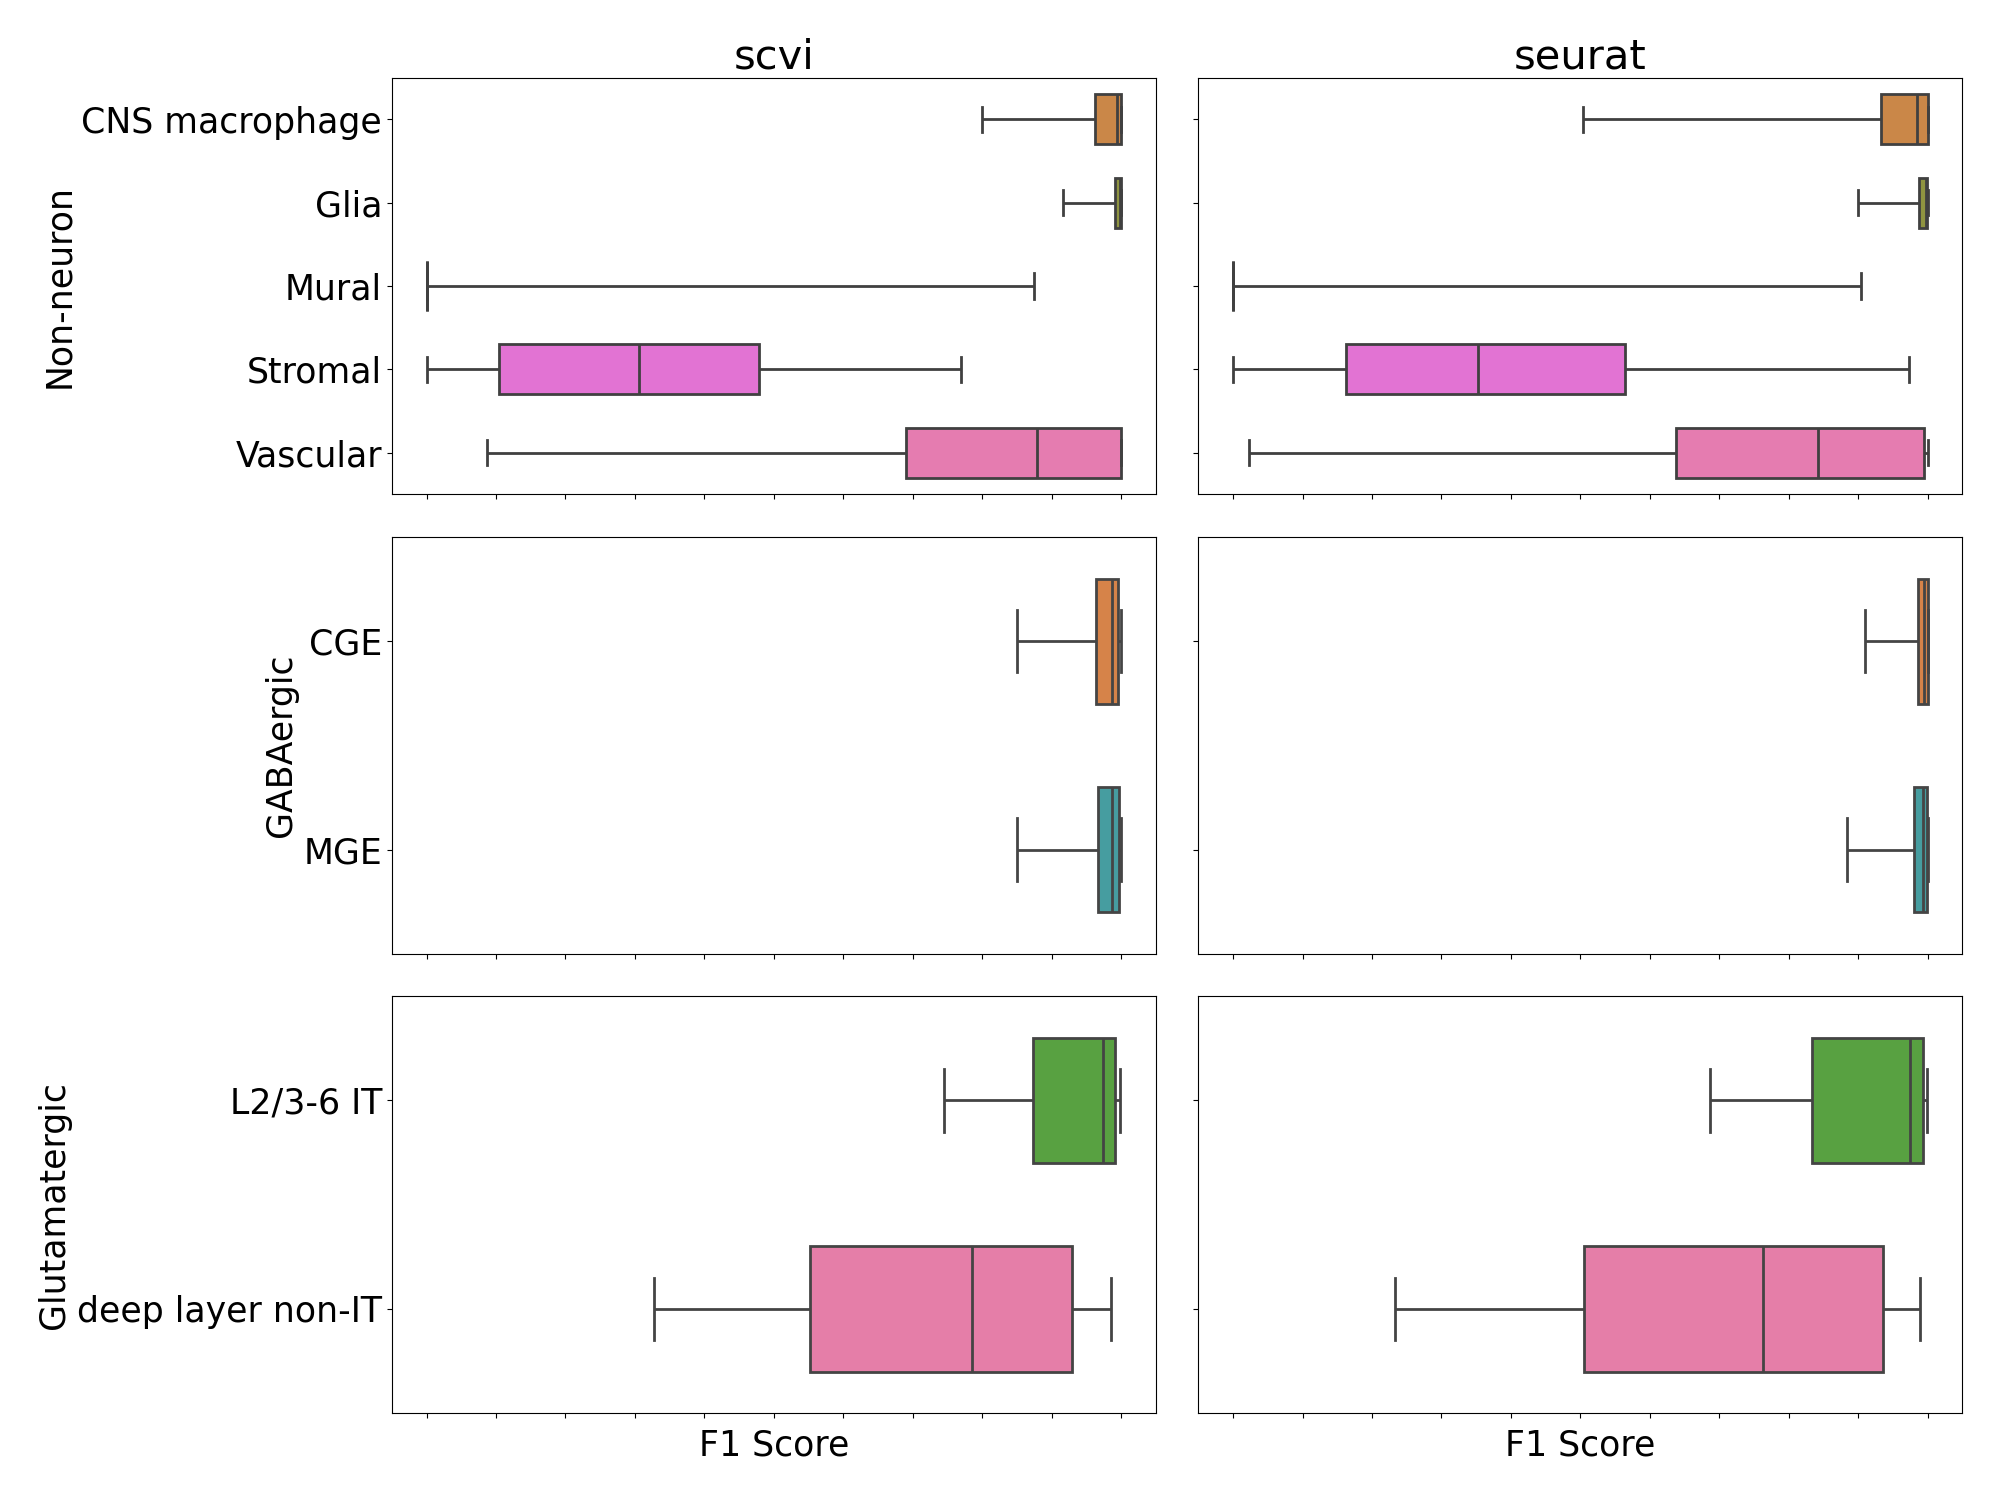 scvi
seurat
Non-neuron
CNS macrophage
Glia
Mural
Stromal
Vascular
GABAergic
CGE
MGE
Glutamatergic
L2/3-6 IT
deep layer non-IT
F1 Score
F1 Score